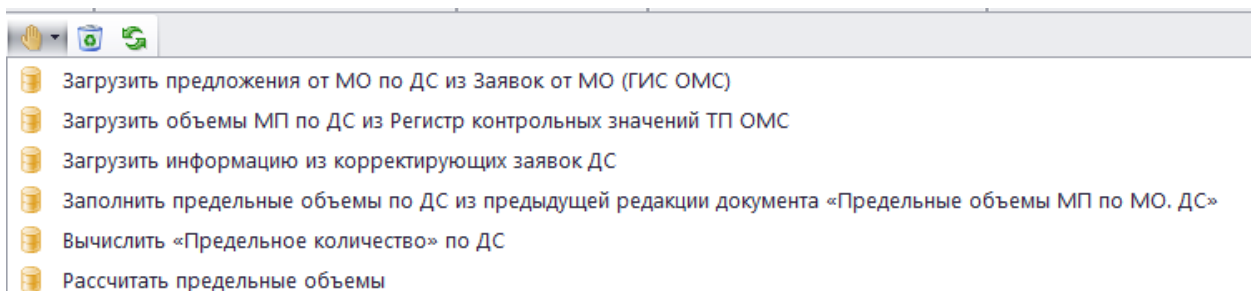 Загрузить предложения от МО по ДС из Заявок от МО (ГИС ОМС)
Загрузить объемы МП по ДС из Регистр контрольных значений ТП ОМС
Загрузить информацию из корректирующих заявок ДС
Заполнить предельные объемы по ДС из предыдущей редакции документа «Предельные объемы МП по МО. ДС»
Вычислить «Предельное количество» по ДС
Рассчитать предельные объемы